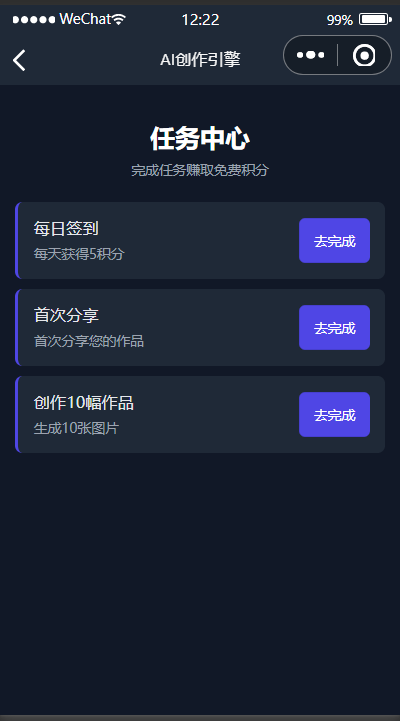 WeChat 12:22 99%
AI创作引擎
任务中心
完成任务赚取免费积分
每日签到
每天获得5积分
去完成
首次分享
首次分享您的作品
去完成
创作10幅作品
生成10张图片
去完成